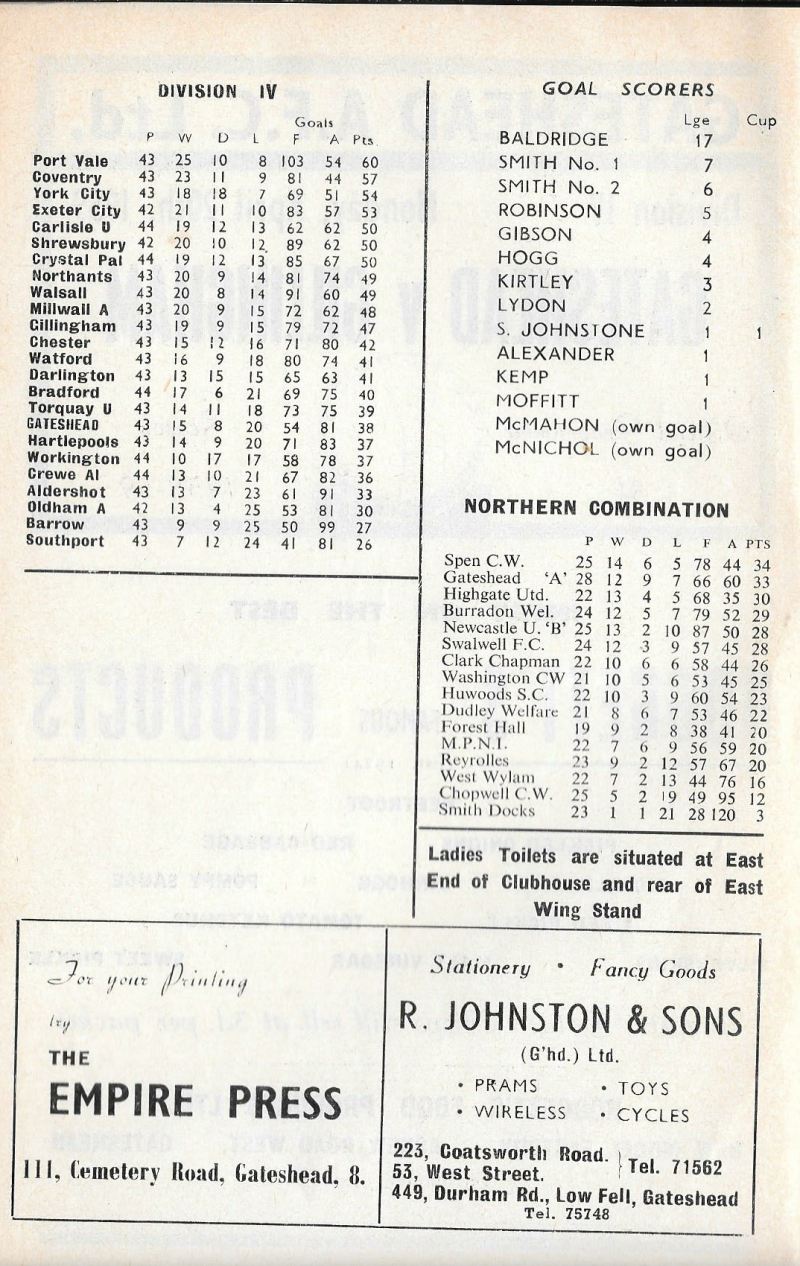 DIVISION IV
Goals
P W D L F A Pts
Port Vale 43 25 10 8 103 54 60
Coventry 43 23 11 9 81 44 57
York City 43 18 18 7 69 51 54
Exeter City 42 21 11 10 83 57 53
Carlisle U 44 19 12 13 62 62 50
Shrewsbury 42 20 10 12 89 62 50
Crystal Pal 44 19 12 13 85 67 50
Northants 43 20 9 14 81 74 49
Walsall 43 20 8 14 91 60 49
Millwall A 43 20 9 15 72 62 48
Gillingham 43 19 9 15 79 72 47
Chester 43 15 12 16 71 80 42
Watford 43 16 9 18 80 74 41
Darlington 43 13 15 15 65 63 41
Bradford 44 17 6 21 69 75 40
Torquay U 43 14 11 18 73 75 39
GATESHEAD 43 15 8 20 54 81 38
Hartlepools 43 14 9 20 71 83 37
Workington 44 10 17 17 58 78 37
Crewe Al 44 13 10 21 67 82 36
Aldershot 43 13 7 23 61 91 33
Oldham A 42 13 4 25 53 81 30
Barrow 43 9 9 25 50 99 27
Southport 43 7 12 24 41 81 26
GOAL SCORERS
Lge Cup
BALDRIDGE 17
SMITH No. 1 7
SMITH No. 2 6
ROBINSON 5
GIBSON 4
HOGG 4
KIRTLEY 3
LYDON 2
S. JOHNSTONE 1 1
ALEXANDER 1
KEMP 1
MOFFITT 1
McMAHON (own goal)
McNICHOL (own goal)
NORTHERN COMBINATION
P W D L F A PTS
Spen C.W. 25 14 6 5 78 44 34
Gateshead 'A' 28 12 9 7 66 60 33
Highgate Utd. 22 13 4 5 68 35 30
Burradon Wel. 24 12 5 7 79 52 29
Newcastle U. 'B' 25 13 2 10 87 50 28
Swalwell F.C. 24 12 3 9 57 45 28
Clark Chapman 22 10 6 6 58 44 26
Washington CW 21 10 5 6 53 45 25
Huwoods S.C. 22 10 3 9 60 54 23
Dudley Welfare 21 8 6 7 53 46 22
Forest Hall 19 9 2 8 38 41 20
M.P.N.I. 22 7 6 9 56 59 20
Reyrolles 23 9 2 12 57 67 20
West Wylam 22 7 2 13 44 76 16
Chopwell C.W. 25 5 2 19 49 95 12
Smith Docks 23 1 1 21 28 120 3
Ladies Toilets are situated at East
End of Clubhouse and rear of East
Wing Stand
For your Printing
try
THE
EMPIRE PRESS
111, Cemetery Road, Gateshead, 8.
Stationery • Fancy Goods
R. JOHNSTON & SONS
(G'hd.) Ltd.
• PRAMS • TOYS
• WIRELESS • CYCLES
223, Coatsworth Road. } Tel. 71562
53, West Street.
449, Durham Rd., Low Fell, Gateshead
Tel. 75748